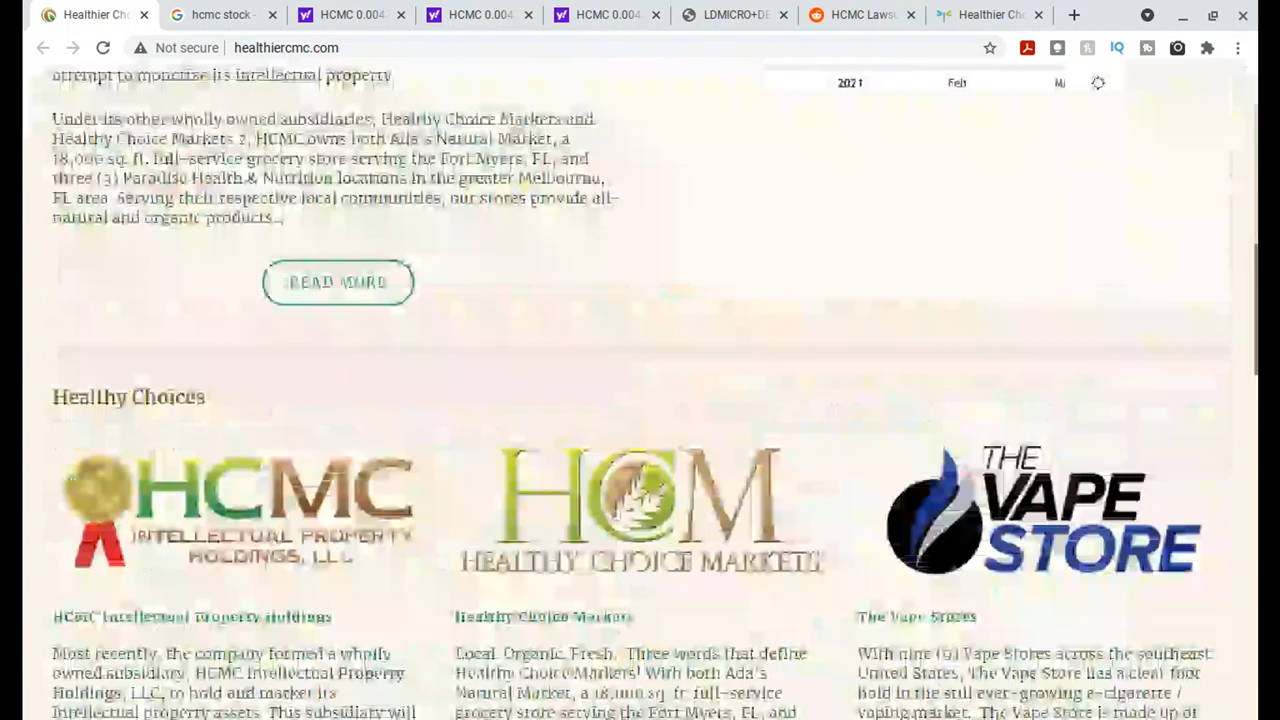 Healthier Ch
hcmc stock -
HCMC 0.004
HCMC 0.004
HCMC 0.004
LDMICRO+DE
HCMC Lawsu
Healthier Cho
Not secure
healthiercmc.com
IQ
attempt to monetise its intellectual property
2021 Feb
Under its other wholly owned subsidiaries, Healthy Choice Markets and
Healthy Choice Markets 2, HCMC owns both Ada's Natural Market, a
18,000 sq. ft. full-service grocery store serving the Fort Myers, FL, and
three (3) Paradise Health & Nutrition locations in the greater Melbourne,
FL area. Serving their respective local communities, our stores provide all-
natural and organic products...
READ MORE
Healthy Choices
HCMC
INTELLECTUAL PROPERTY
HOLDINGS, LLC
HCM
HEALTHY CHOICE MARKETS
THE
VAPE
STORE
HCMC Intellectual Property Holdings
Most recently, the company formed a wholly
owned subsidiary, HCMC Intellectual Property
Holdings, LLC, to hold and market its
intellectual property assets. This subsidiary will
Healthy Choice Markets
Local. Organic. Fresh. Three words that define
Healthy Choice Markets! With both Ada's
Natural Market, a 18,000 sq. ft. full-service
grocery store serving the Fort Myers, FL, and
The Vape Stores
With nine (9) Vape Stores across the southeast
United States, The Vape Store has a clear foot
hold in the still ever-growing e-cigarette /
vaping market. The Vape Store is made up of